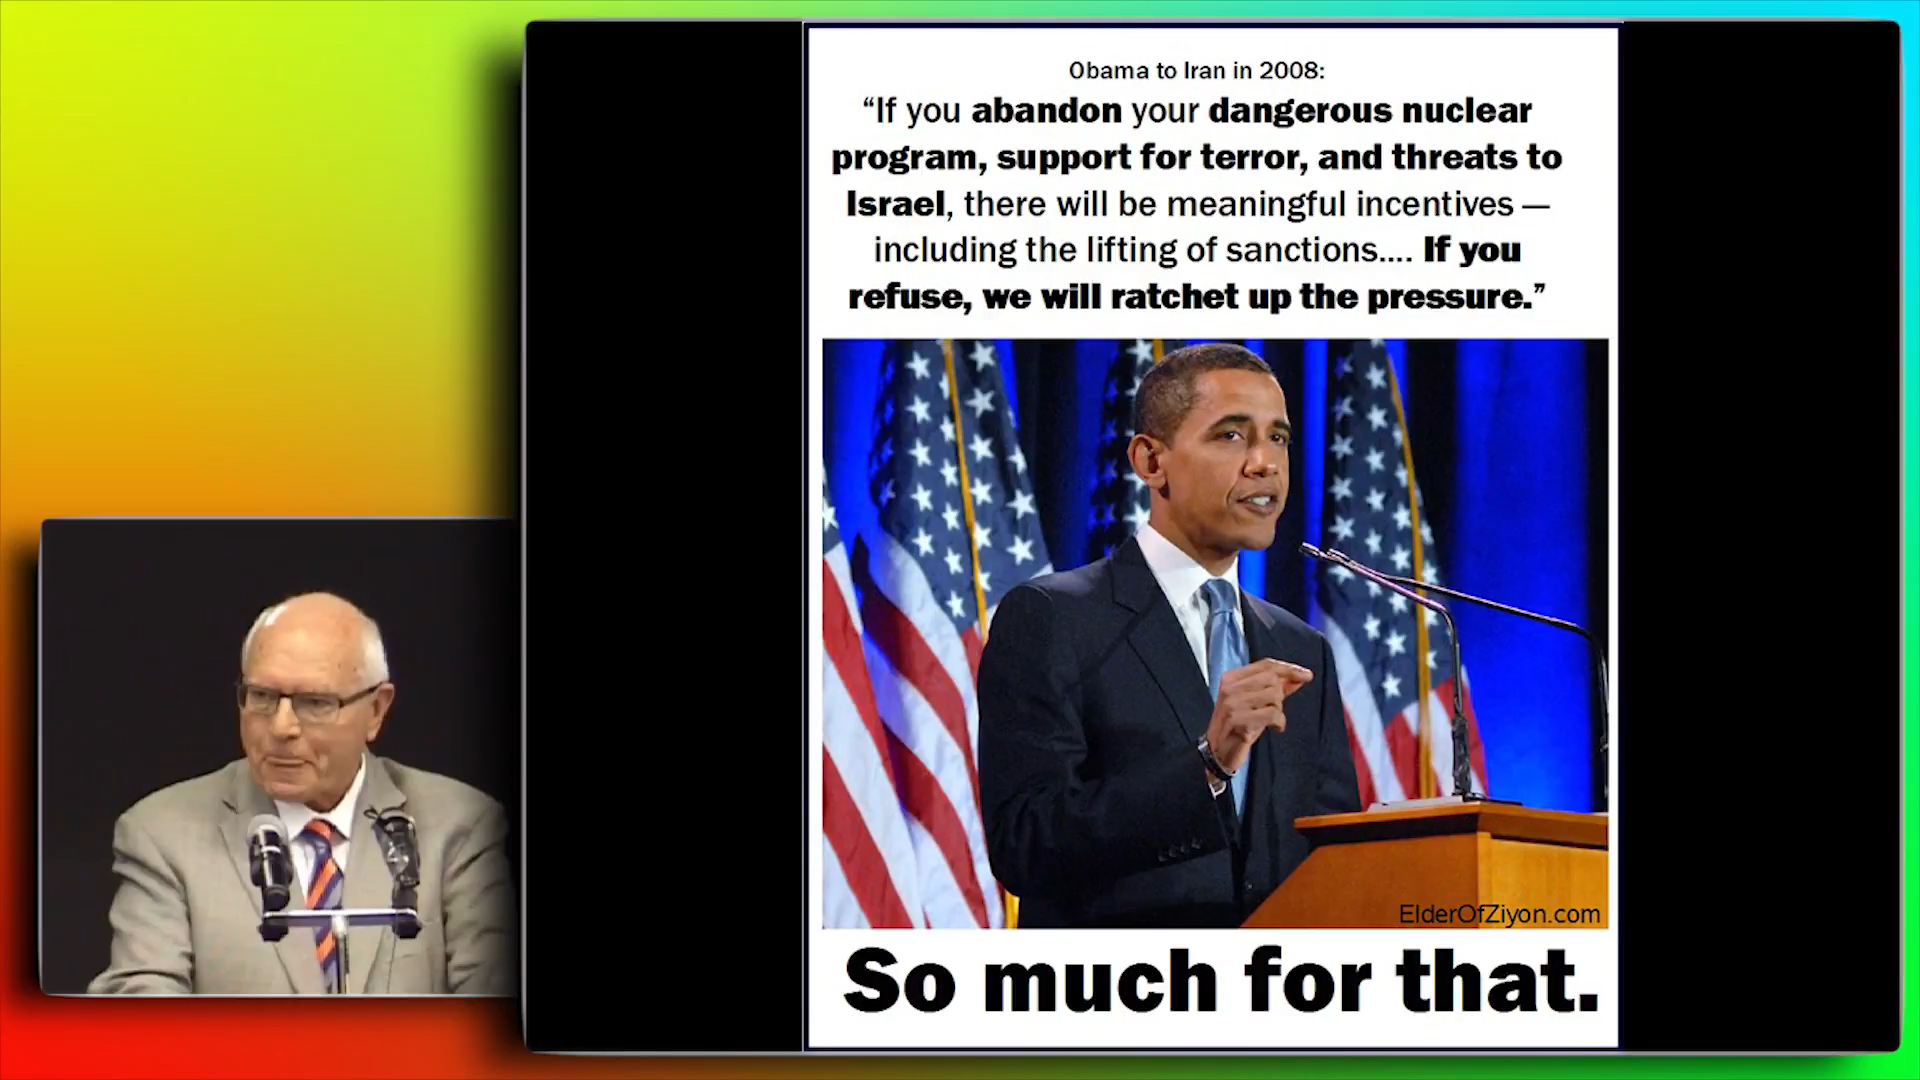 Obama to Iran in 2008:
“If you abandon your dangerous nuclear
program, support for terror, and threats to
Israel, there will be meaningful incentives —
including the lifting of sanctions.... If you
refuse, we will ratchet up the pressure.”
ElderOfZiyon.com
So much for that.